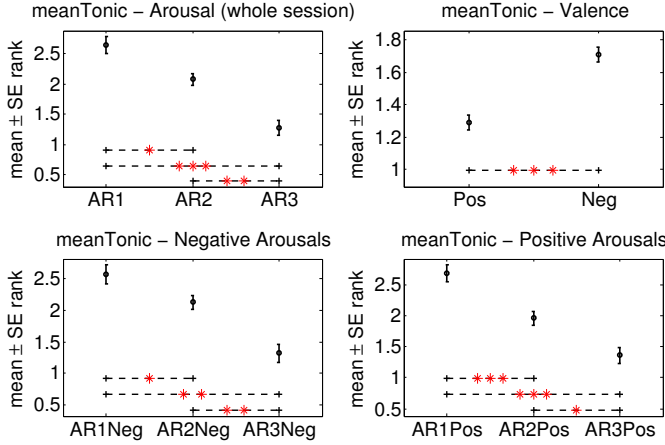 meanTonic − Arousal (whole session)
mean ± SE rank
2.5
2
1.5
1
0.5
AR1 AR2 AR3
meanTonic − Valence
mean ± SE rank
1.8
1.6
1.4
1.2
1
Pos Neg
meanTonic − Negative Arousals
mean ± SE rank
2.5
2
1.5
1
0.5
AR1Neg AR2Neg AR3Neg
meanTonic − Positive Arousals
mean ± SE rank
2.5
2
1.5
1
0.5
AR1Pos AR2Pos AR3Pos